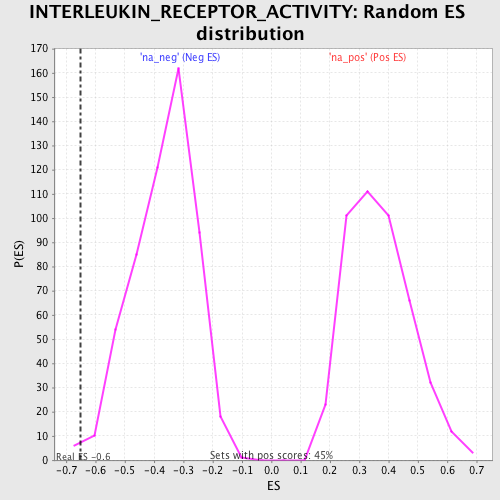 INTERLEUKIN_RECEPTOR_ACTIVITY: Random ES
distribution
'na_neg' (Neg ES)
'na_pos' (Pos ES)
170
160
150
140
130
120
110
100
90
80
70
60
50
40
30
20
10
0
P(ES)
Real ES -0.6
Sets with pos scores: 45%
-0.7 -0.6 -0.5 -0.4 -0.3 -0.2 -0.1 0.0 0.1 0.2 0.3 0.4 0.5 0.6 0.7
ES